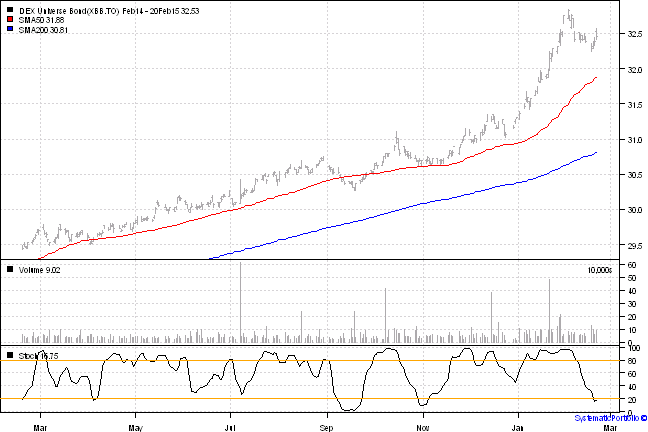 DEX Universe Bond(XBB.TO) Feb14 - 20Feb15 32.53
SMA50 31.88
SMA200 30.81
32.5
32.0
31.5
31.0
30.5
30.0
29.5
Volume 9.02
10,000s
60
50
40
30
20
10
0
Stoch 16.75
100
80
60
40
20
0
Mar May Jul Sep Nov Jan Mar
SystematicPortfolio ©